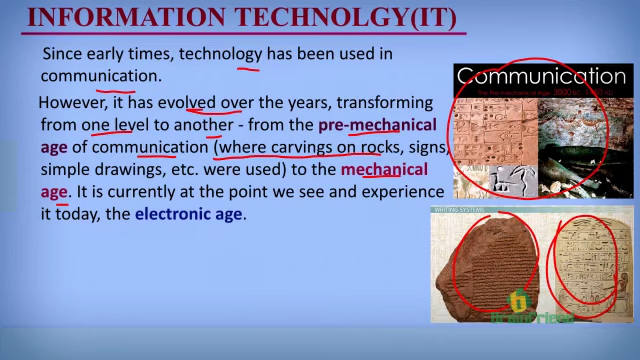 INFORMATION TECHNOLGY(IT)
Since early times, technology has been used in
communication.
However, it has evolved over the years, transforming
from one level to another - from the pre-mechanical
age of communication (where carvings on rocks, signs,
simple drawings, etc. were used) to the mechanical
age. It is currently at the point we see and experience
it today, the electronic age.
Communication
WRITING SYSTEMS